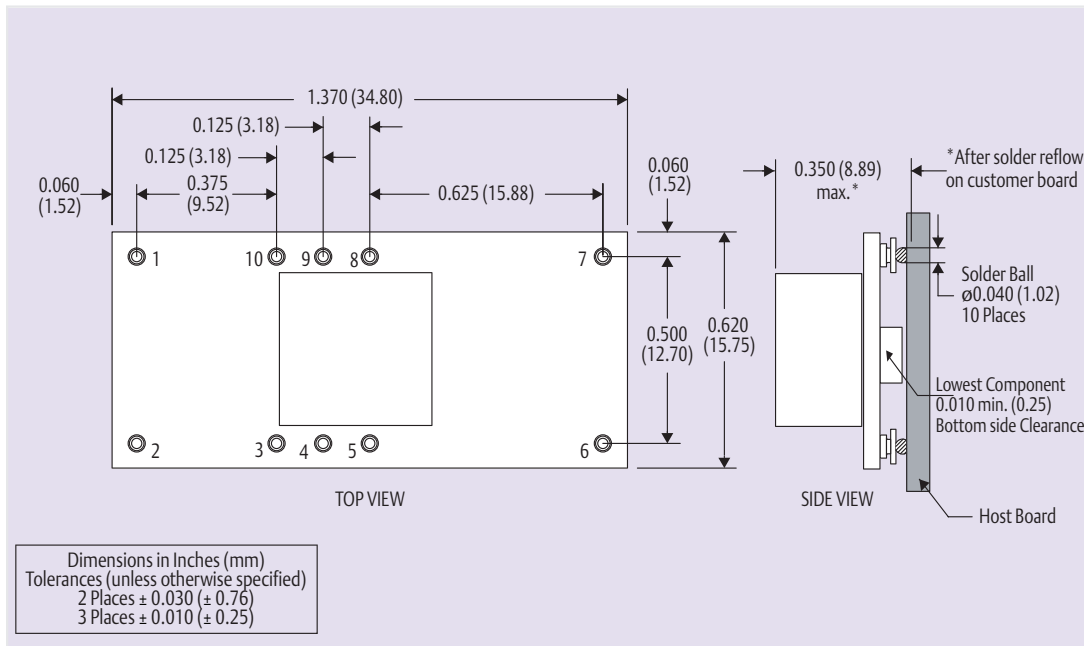 1.370 (34.80)
0.125 (3.18)
0.125 (3.18)
0.060
(1.52)
0.375
(9.52)
0.625 (15.88)
0.060
(1.52)
0.350 (8.89)
max.*
*After solder reflow
on customer board
1
10
9
8
7
Solder Ball
ø0.040 (1.02)
10 Places
0.500
(12.70)
0.620
(15.75)
Lowest Component
0.010 min. (0.25)
Bottom side Clearance
2
3
4
5
6
TOP VIEW
SIDE VIEW
Host Board
Dimensions in Inches (mm)
Tolerances (unless otherwise specified)
2 Places ± 0.030 (± 0.76)
3 Places ± 0.010 (± 0.25)